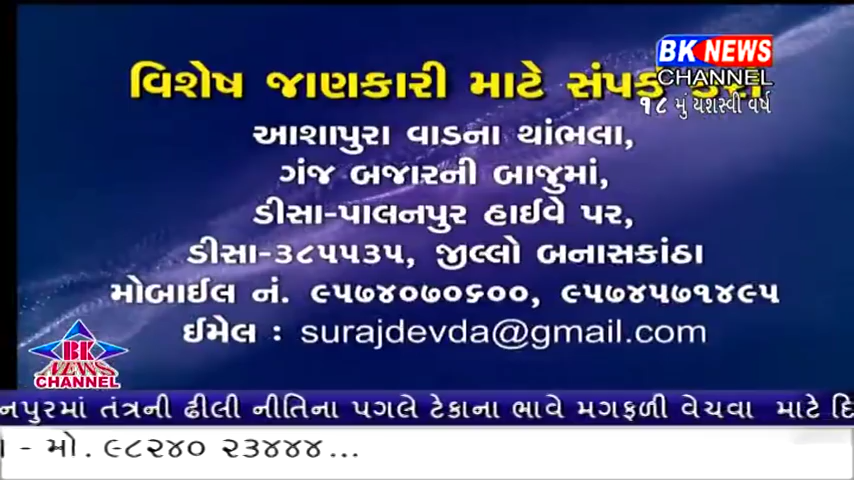 BK NEWS
CHANNEL
૧૮ મું યશસ્વી વર્ષ
વિશેષ જાણકારી માટે સંપર્ક કરો
આશાપુરા વાડના થાંભલા,
ગંજ બજારની બાજુમાં,
ડીસા-પાલનપુર હાઈવે પર,
ડીસા-૩૮૫૫૩૫, જીલ્લો બનાસકાંઠા
મોબાઈલ નં. ૯૫૭૪૦૭૦૬૦૦, ૯૫૭૪૫૭૧૪૯૫
ઈમેલ : surajdevda@gmail.com
BK
NEWS
CHANNEL
નપુરમાં તંત્રની ઢીલી નીતિના પગલે ટેકાના ભાવે મગફળી વેચવા માટે દિ
- મો. ૯૮૨૪૦ ૨૩૪૪૪...